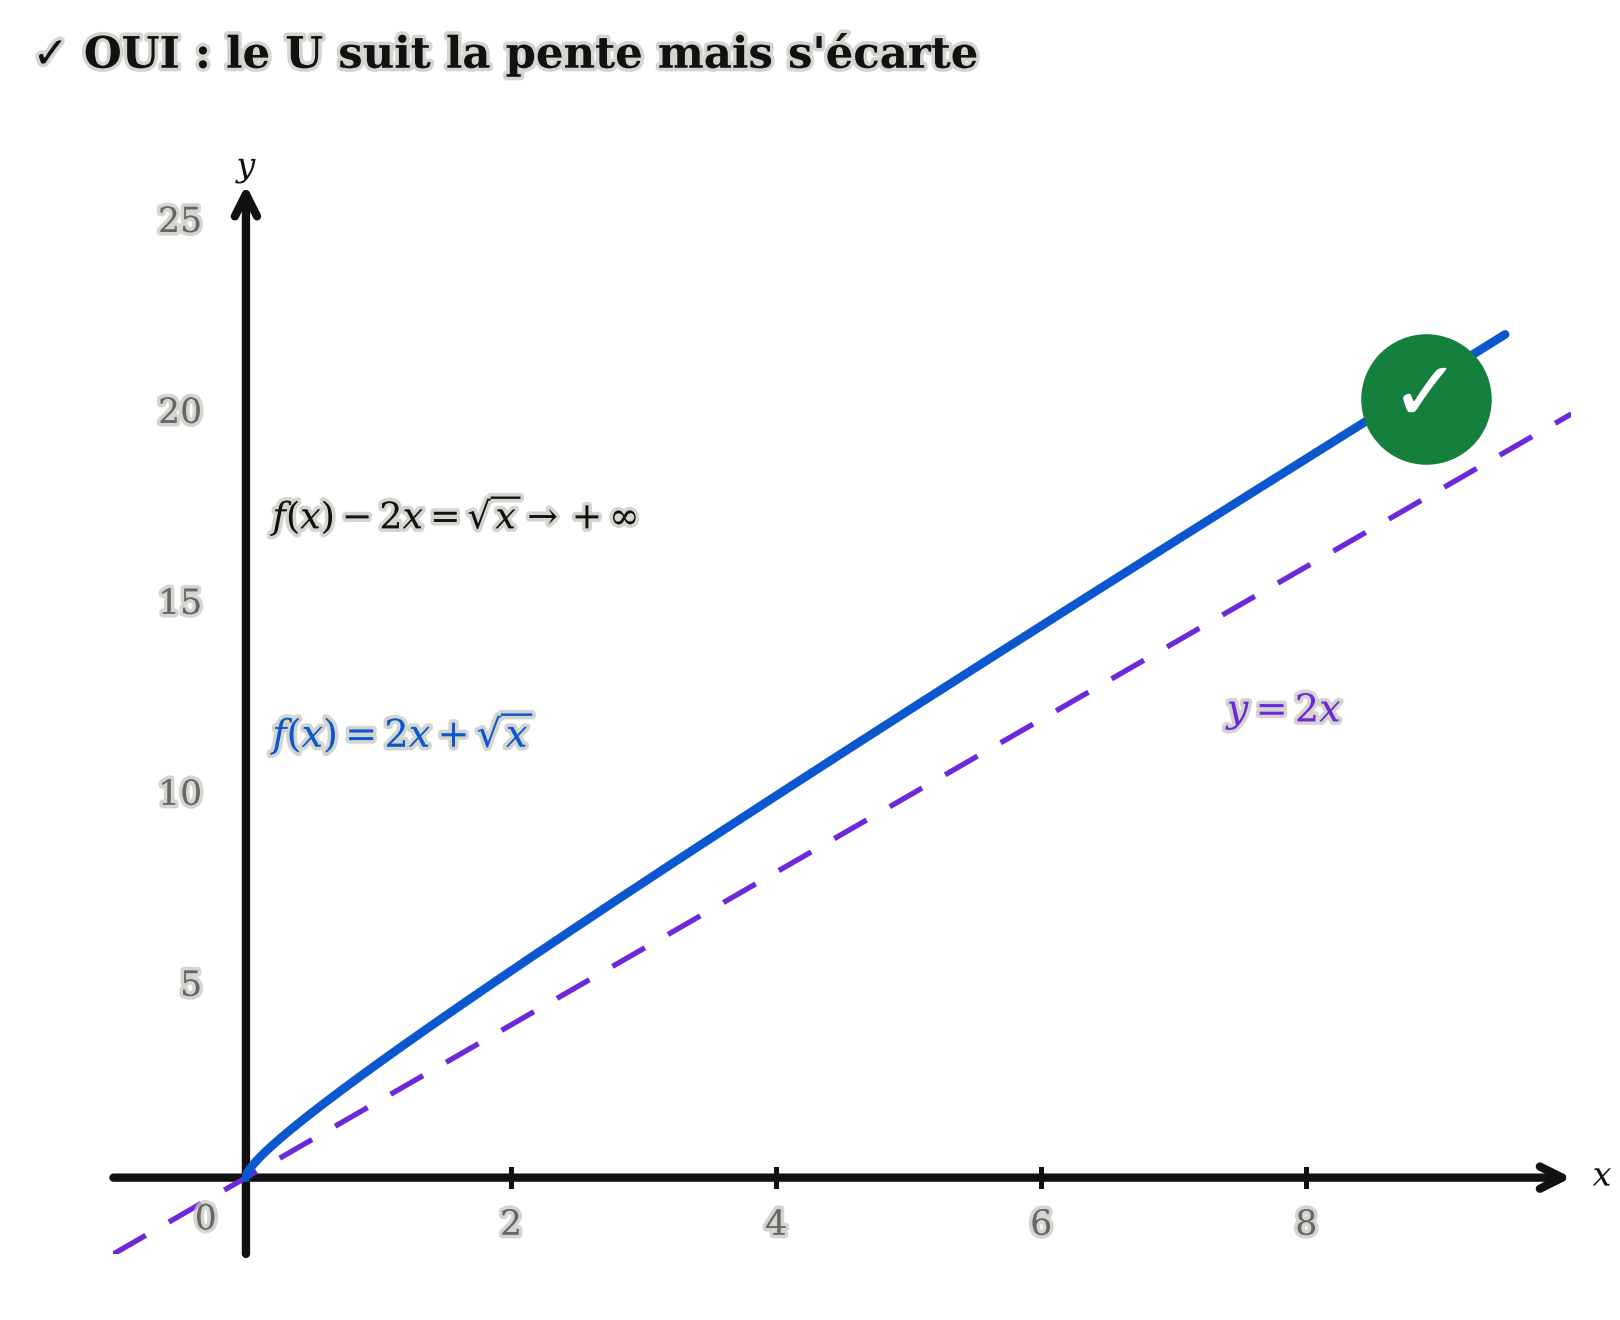 ✓ OUI : le U suit la pente mais s'écarte
y
25
20
✓
f(x) − 2x = √x → + ∞
15
y = 2x
f(x) = 2x + √x
10
5
x
0
2
4
6
8